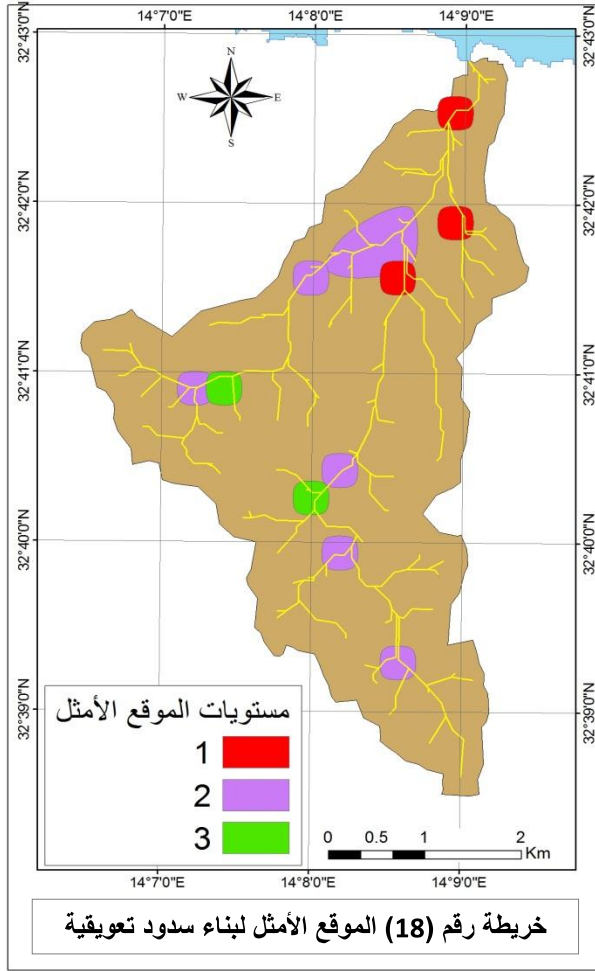 14°7'0"E 14°8'0"E 14°9'0"E
32°43'0"N 32°43'0"N
N
W E
S
32°42'0"N 32°42'0"N
32°41'0"N 32°41'0"N
32°40'0"N 32°40'0"N
32°39'0"N 32°39'0"N
مستويات الموقع الأمثل
1
2
3
0 0.5 1 2
Km
14°7'0"E 14°8'0"E 14°9'0"E
خريطة رقم (18) الموقع الأمثل لبناء سدود تعويقية